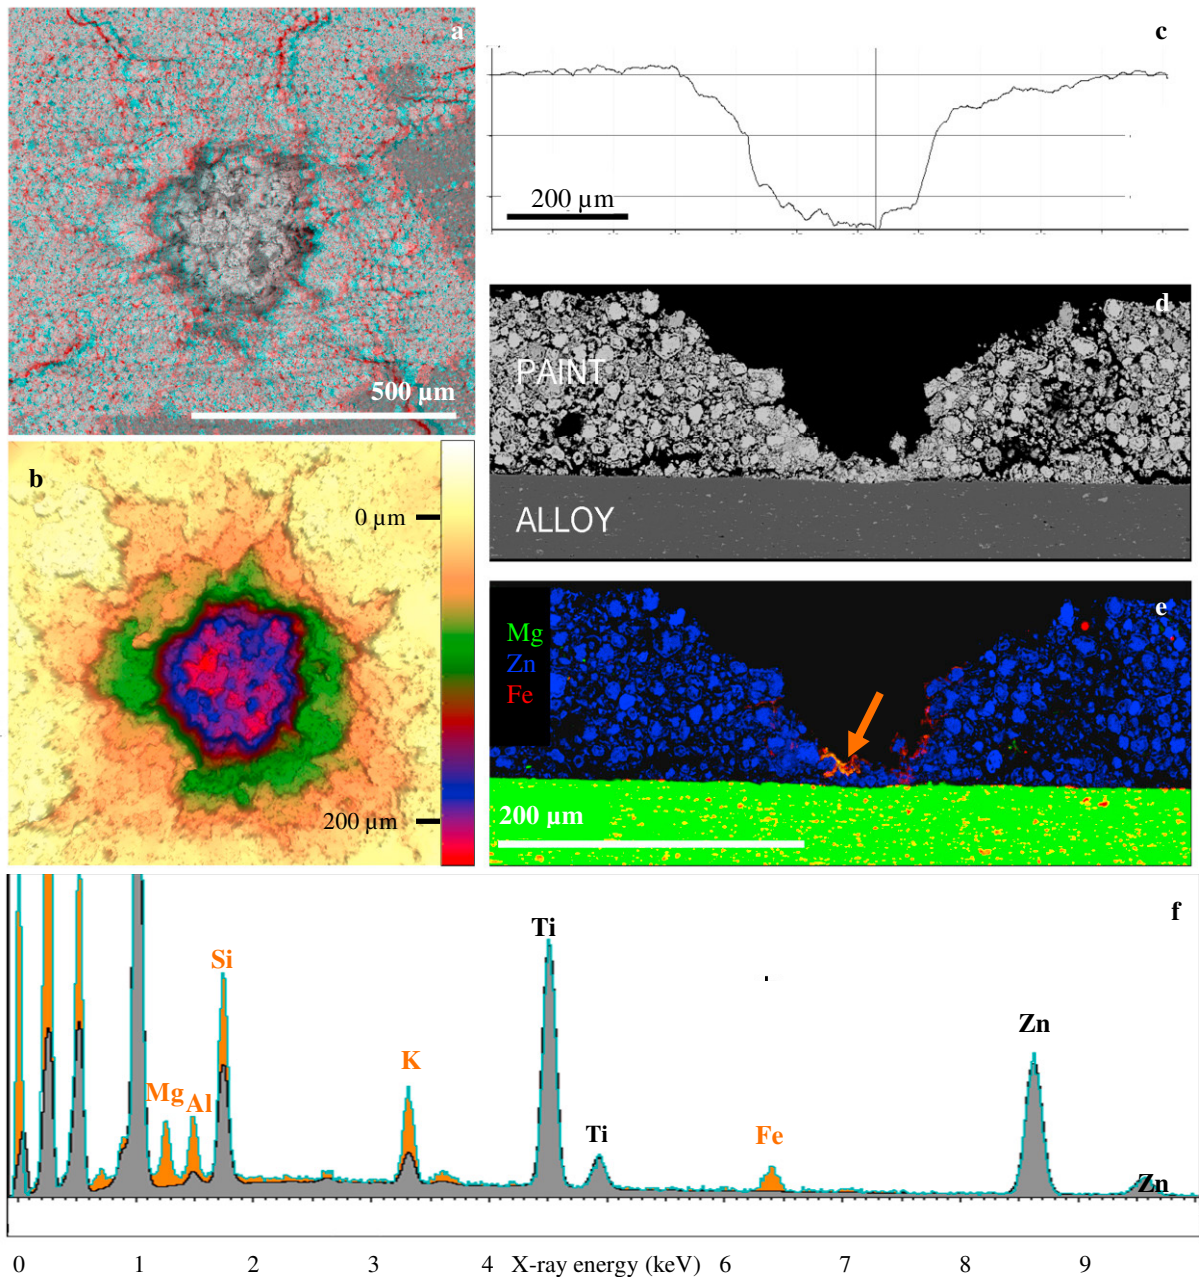 a
500 µm
b
0 µm
200 µm
c
200 µm
d
PAINT
ALLOY
e
Mg
Zn
Fe
200 µm
f
Si
Mg
Al
K
Ti
Ti
Fe
Zn
Zn
0 1 2 3 4 X-ray energy (keV) 6 7 8 9